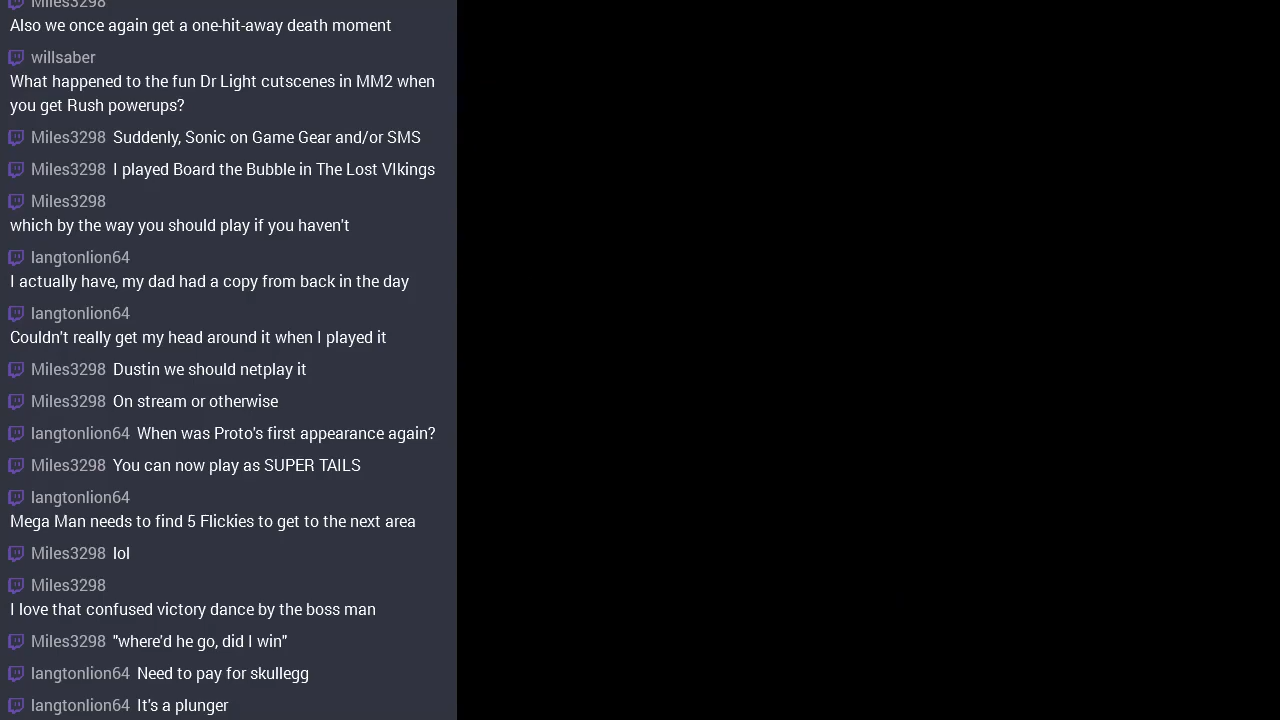 Miles3298
Also we once again get a one-hit-away death moment
willsaber
What happened to the fun Dr Light cutscenes in MM2 when
you get Rush powerups?
Miles3298 Suddenly, Sonic on Game Gear and/or SMS
Miles3298 I played Board the Bubble in The Lost VIkings
Miles3298
which by the way you should play if you haven't
langtonlion64
I actually have, my dad had a copy from back in the day
langtonlion64
Couldn't really get my head around it when I played it
Miles3298 Dustin we should netplay it
Miles3298 On stream or otherwise
langtonlion64 When was Proto's first appearance again?
Miles3298 You can now play as SUPER TAILS
langtonlion64
Mega Man needs to find 5 Flickies to get to the next area
Miles3298 lol
Miles3298
I love that confused victory dance by the boss man
Miles3298 "where'd he go, did I win"
langtonlion64 Need to pay for skullegg
langtonlion64 It's a plunger